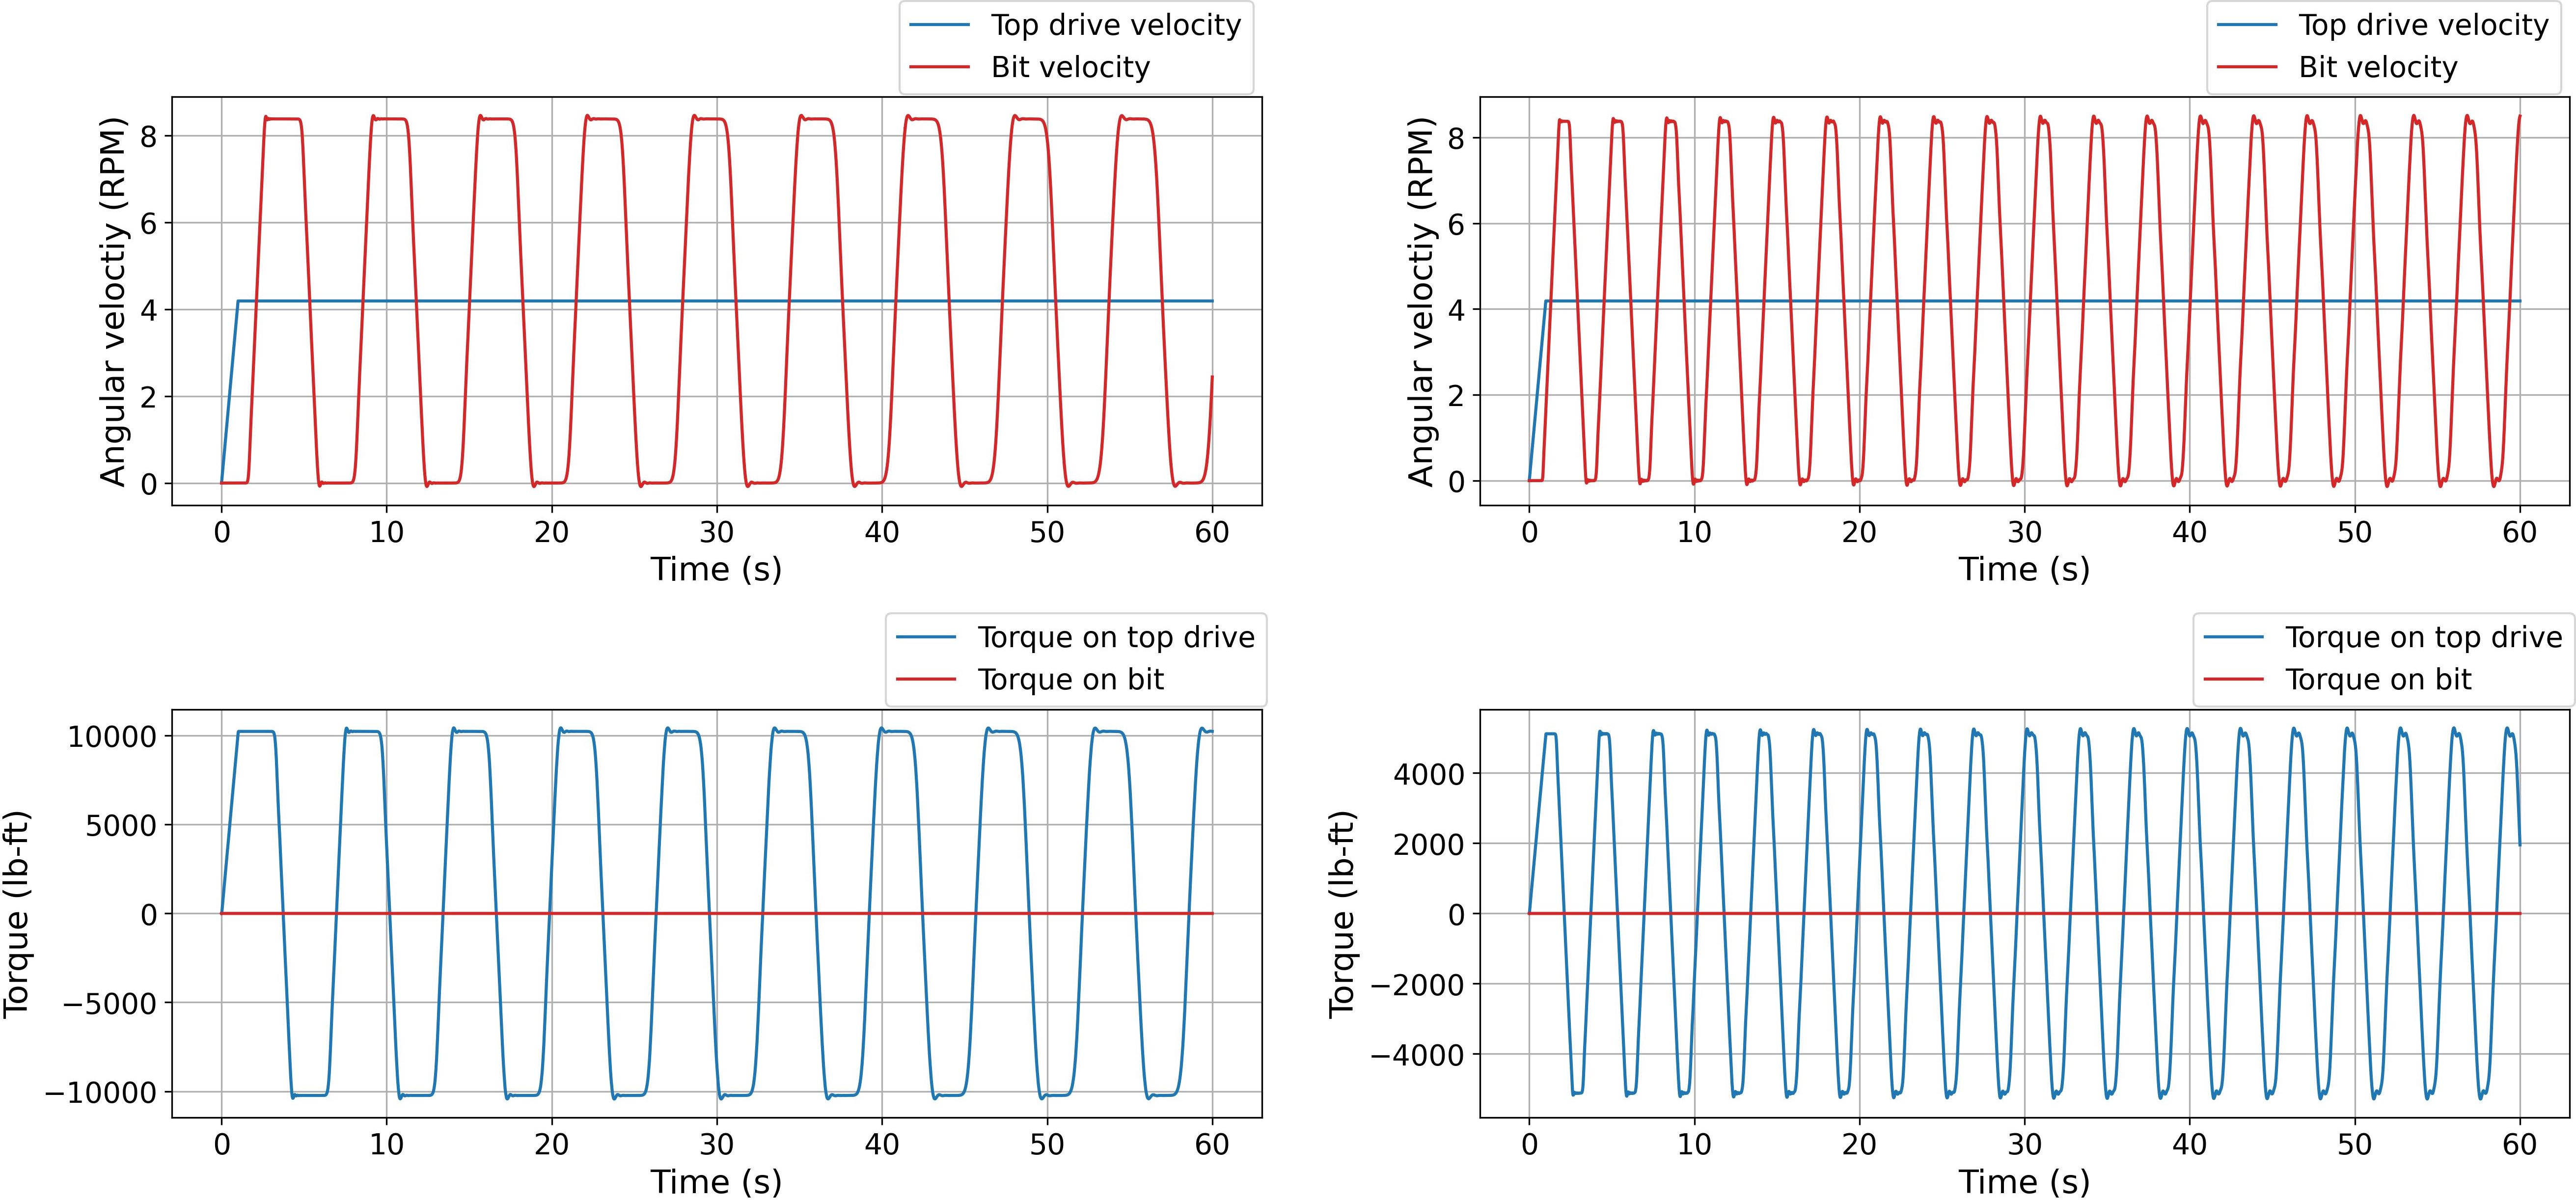 Top drive velocity
Bit velocity
Angular veloctiy (RPM)
8
6
4
2
0
0 10 20 30 40 50 60
Time (s)
Top drive velocity
Bit velocity
Angular veloctiy (RPM)
8
6
4
2
0
0 10 20 30 40 50 60
Time (s)
Torque on top drive
Torque on bit
Torque (lb-ft)
10000
5000
0
−5000
−10000
0 10 20 30 40 50 60
Time (s)
Torque on top drive
Torque on bit
Torque (lb-ft)
4000
2000
0
−2000
−4000
0 10 20 30 40 50 60
Time (s)